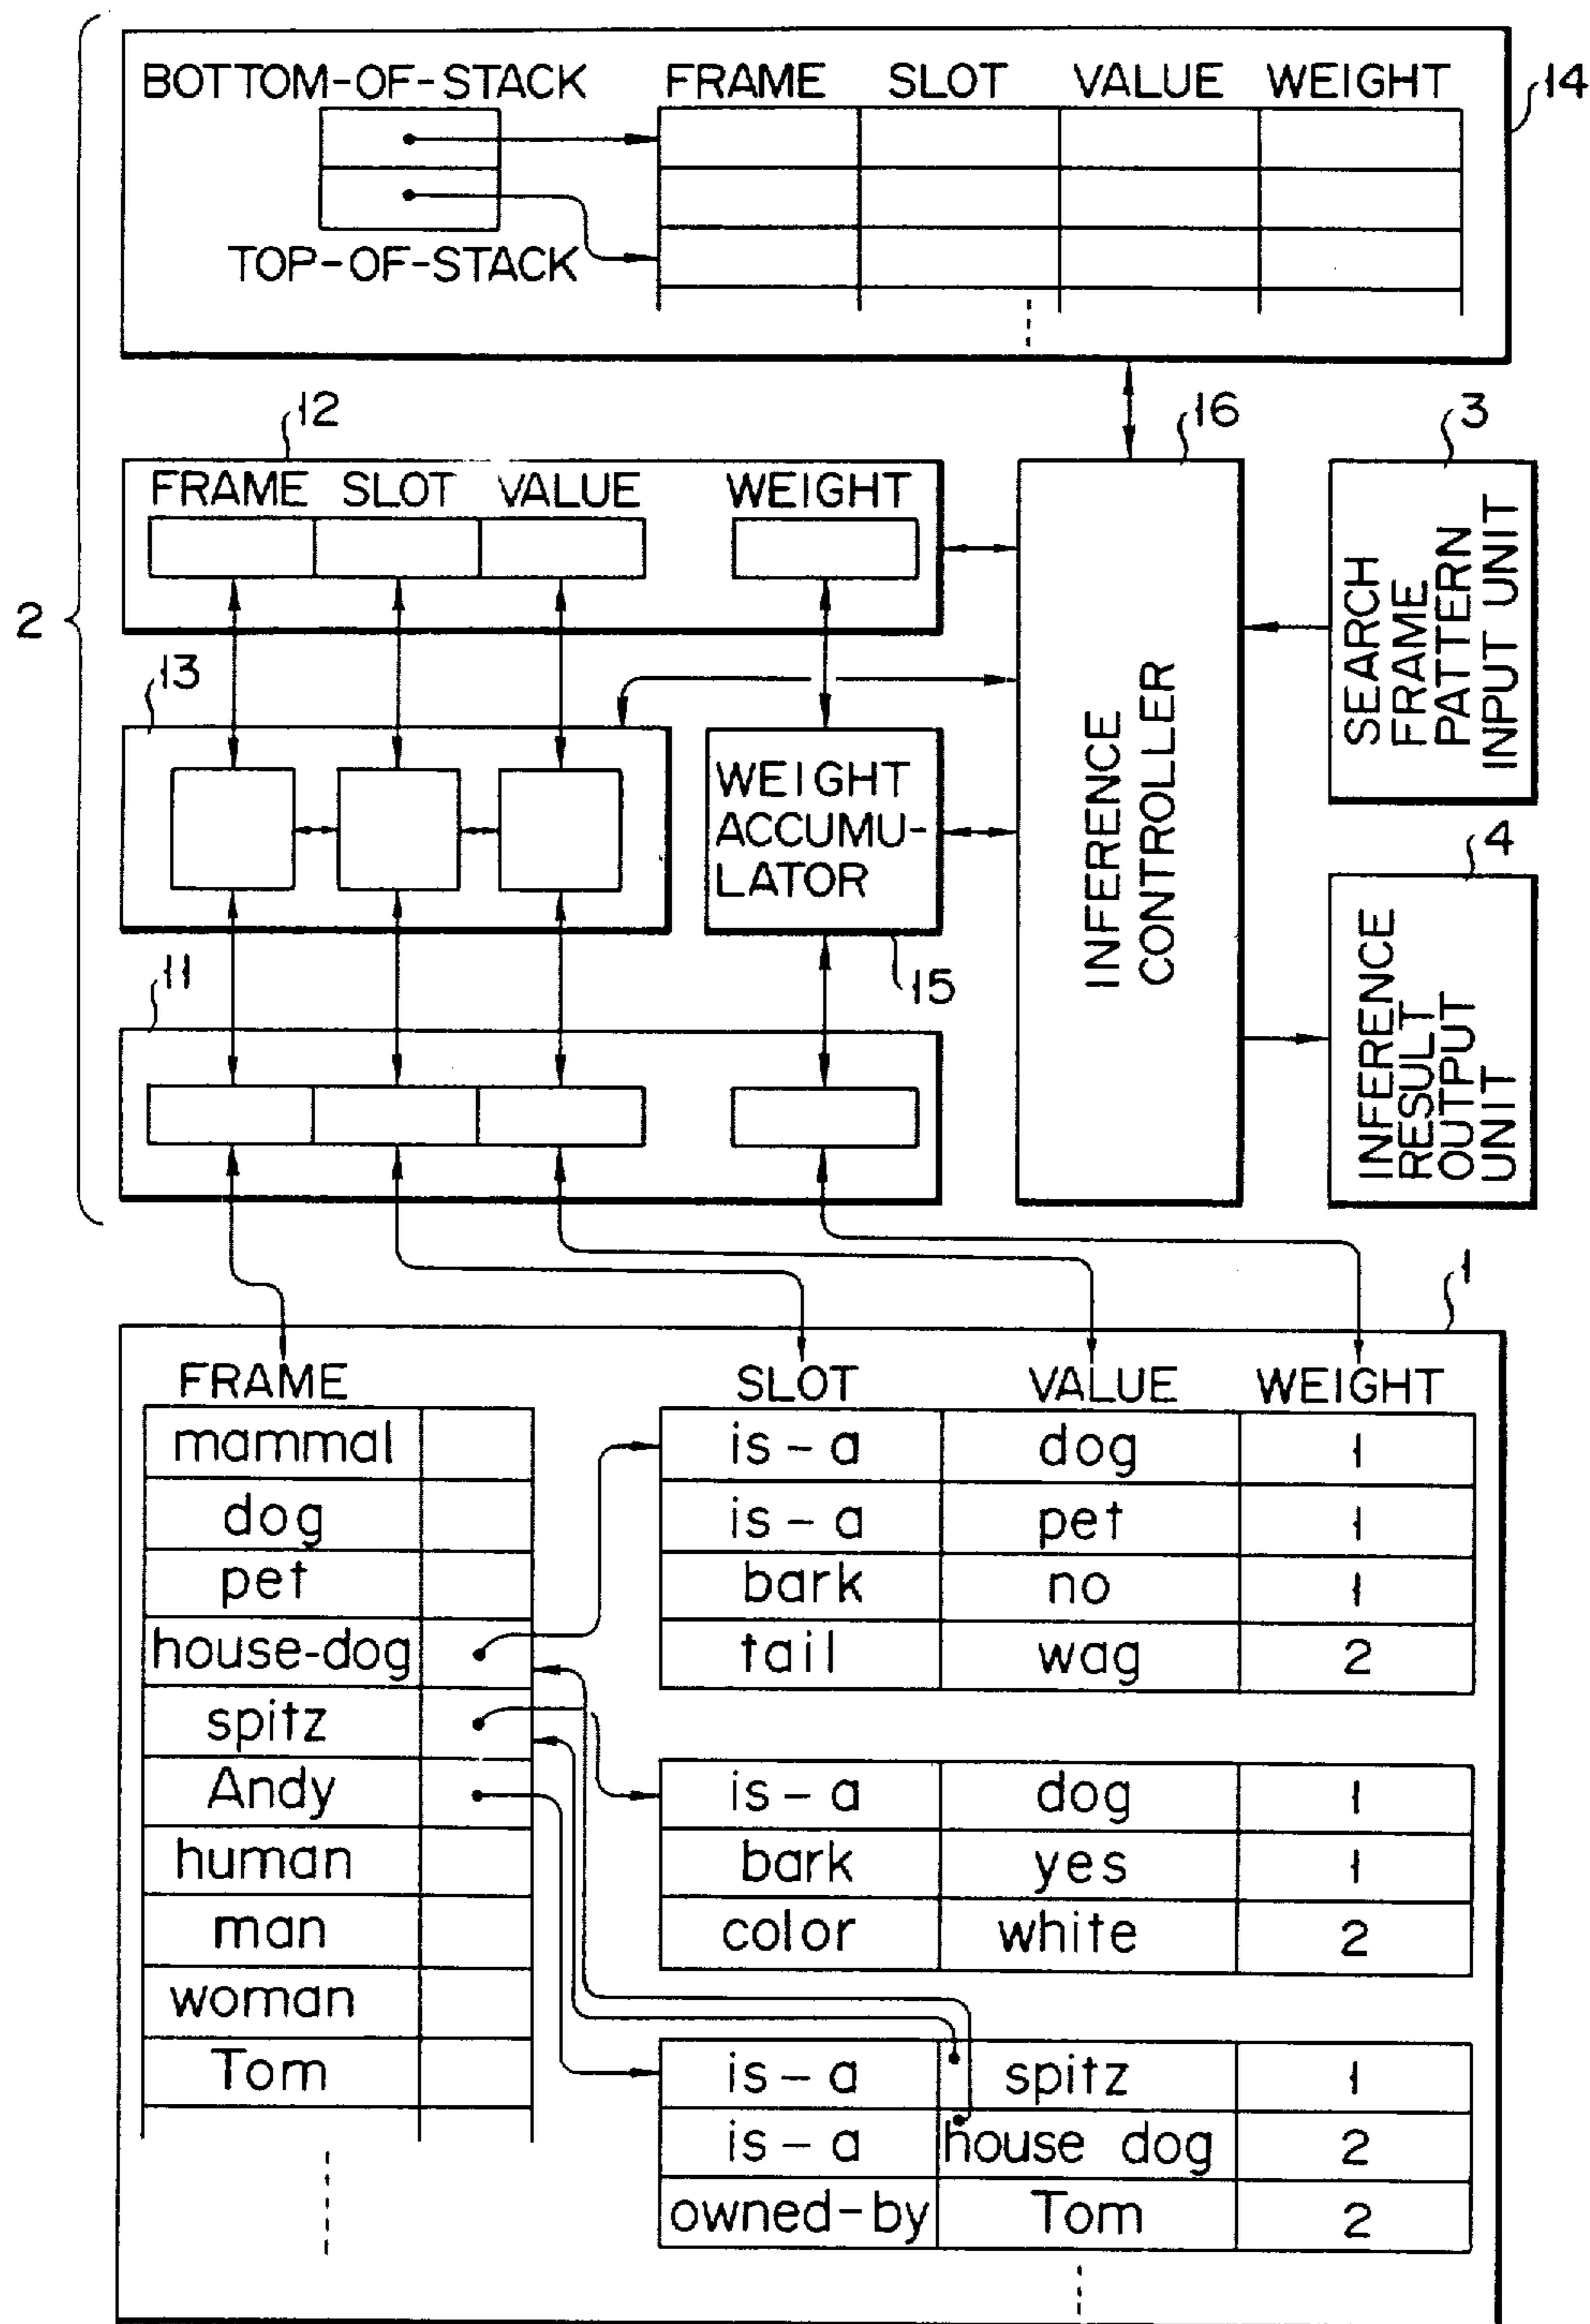 2
BOTTOM-OF-STACK
TOP-OF-STACK
FRAME SLOT VALUE WEIGHT
14
12
FRAME SLOT VALUE WEIGHT
16
INFERENCE
CONTROLLER
3
SEARCH
FRAME
PATTERN
INPUT UNIT
13
WEIGHT
ACCUMU-
LATOR
15
4
INFERENCE
RESULT
OUTPUT
UNIT
11
1
FRAME
mammal
dog
pet
house-dog
spitz
Andy
human
man
woman
Tom
SLOT VALUE WEIGHT
is-a dog 1
is-a pet 1
bark no 1
tail wag 2
is-a dog 1
bark yes 1
color white 2
is-a spitz 1
is-a house dog 2
owned-by Tom 2